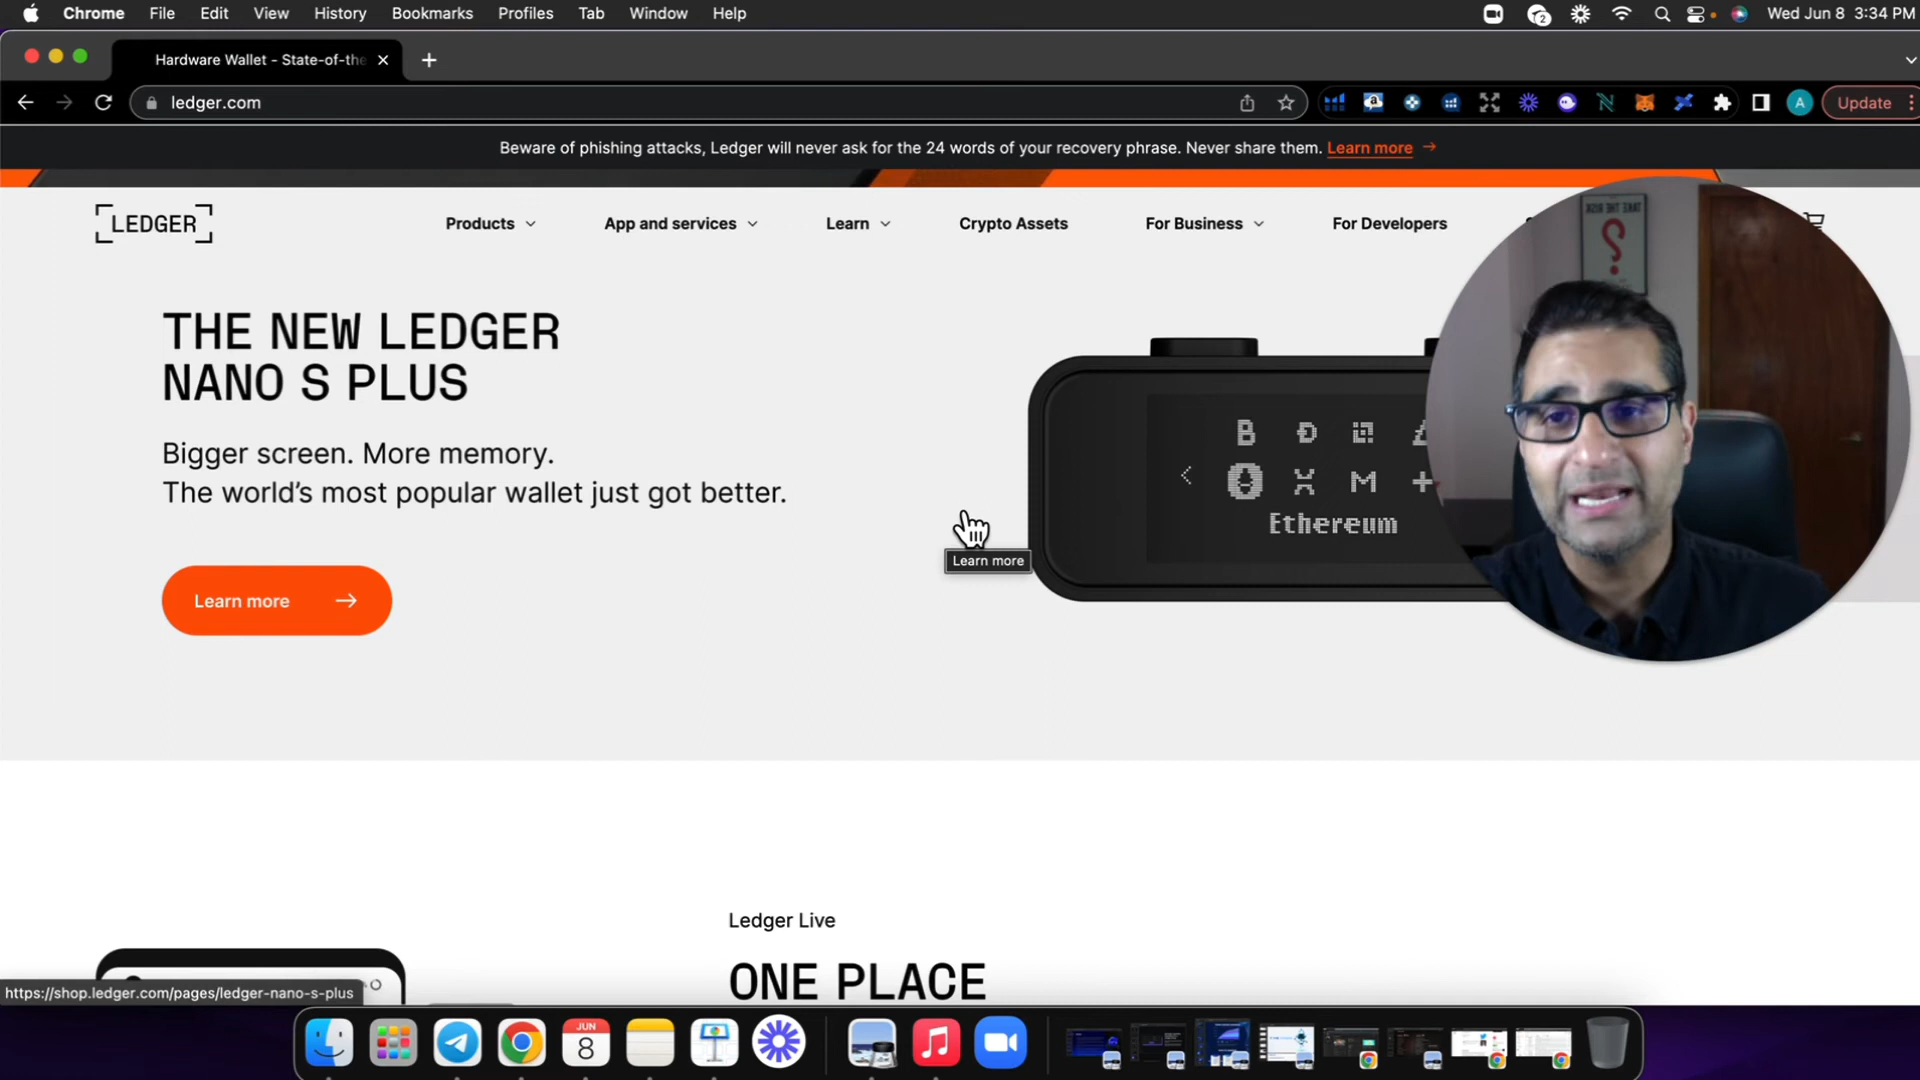 Chrome File Edit View History Bookmarks Profiles Tab Window Help
2
Wed Jun 8 3:34 PM
Hardware Wallet - State-of-the
ledger.com
A
Update
Beware of phishing attacks, Ledger will never ask for the 24 words of your recovery phrase. Never share them. Learn more →
LEDGER
Products
App and services
Learn
Crypto Assets
For Business
For Developers
TAKE THE RISK
?
THE NEW LEDGER
NANO S PLUS
Bigger screen. More memory.
The world's most popular wallet just got better.
Ethereum
Learn more
Learn more →
Ledger Live
ONE PLACE
https://shop.ledger.com/pages/ledger-nano-s-plus
JUN
8